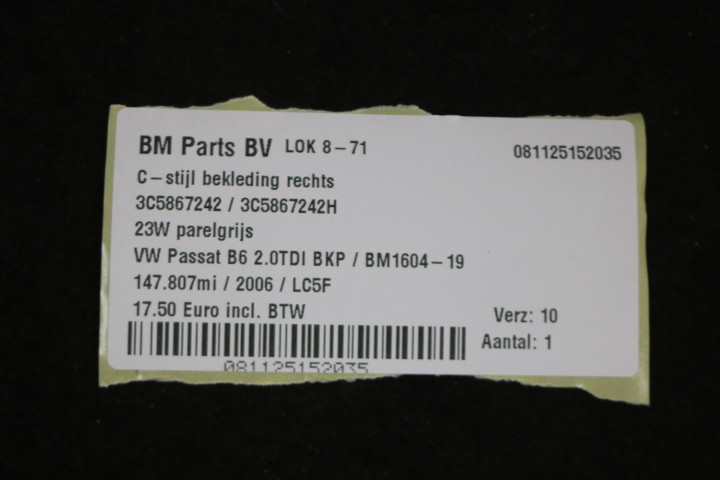 BM Parts BV LOK 8-71 081125152035
C-stijl bekleding rechts
3C5867242 / 3C5867242H
23W parelgrijs
VW Passat B6 2.0TDI BKP / BM1604-19
147.807mi / 2006 / LC5F
17.50 Euro incl. BTW Verz: 10
Aantal: 1
081125152035